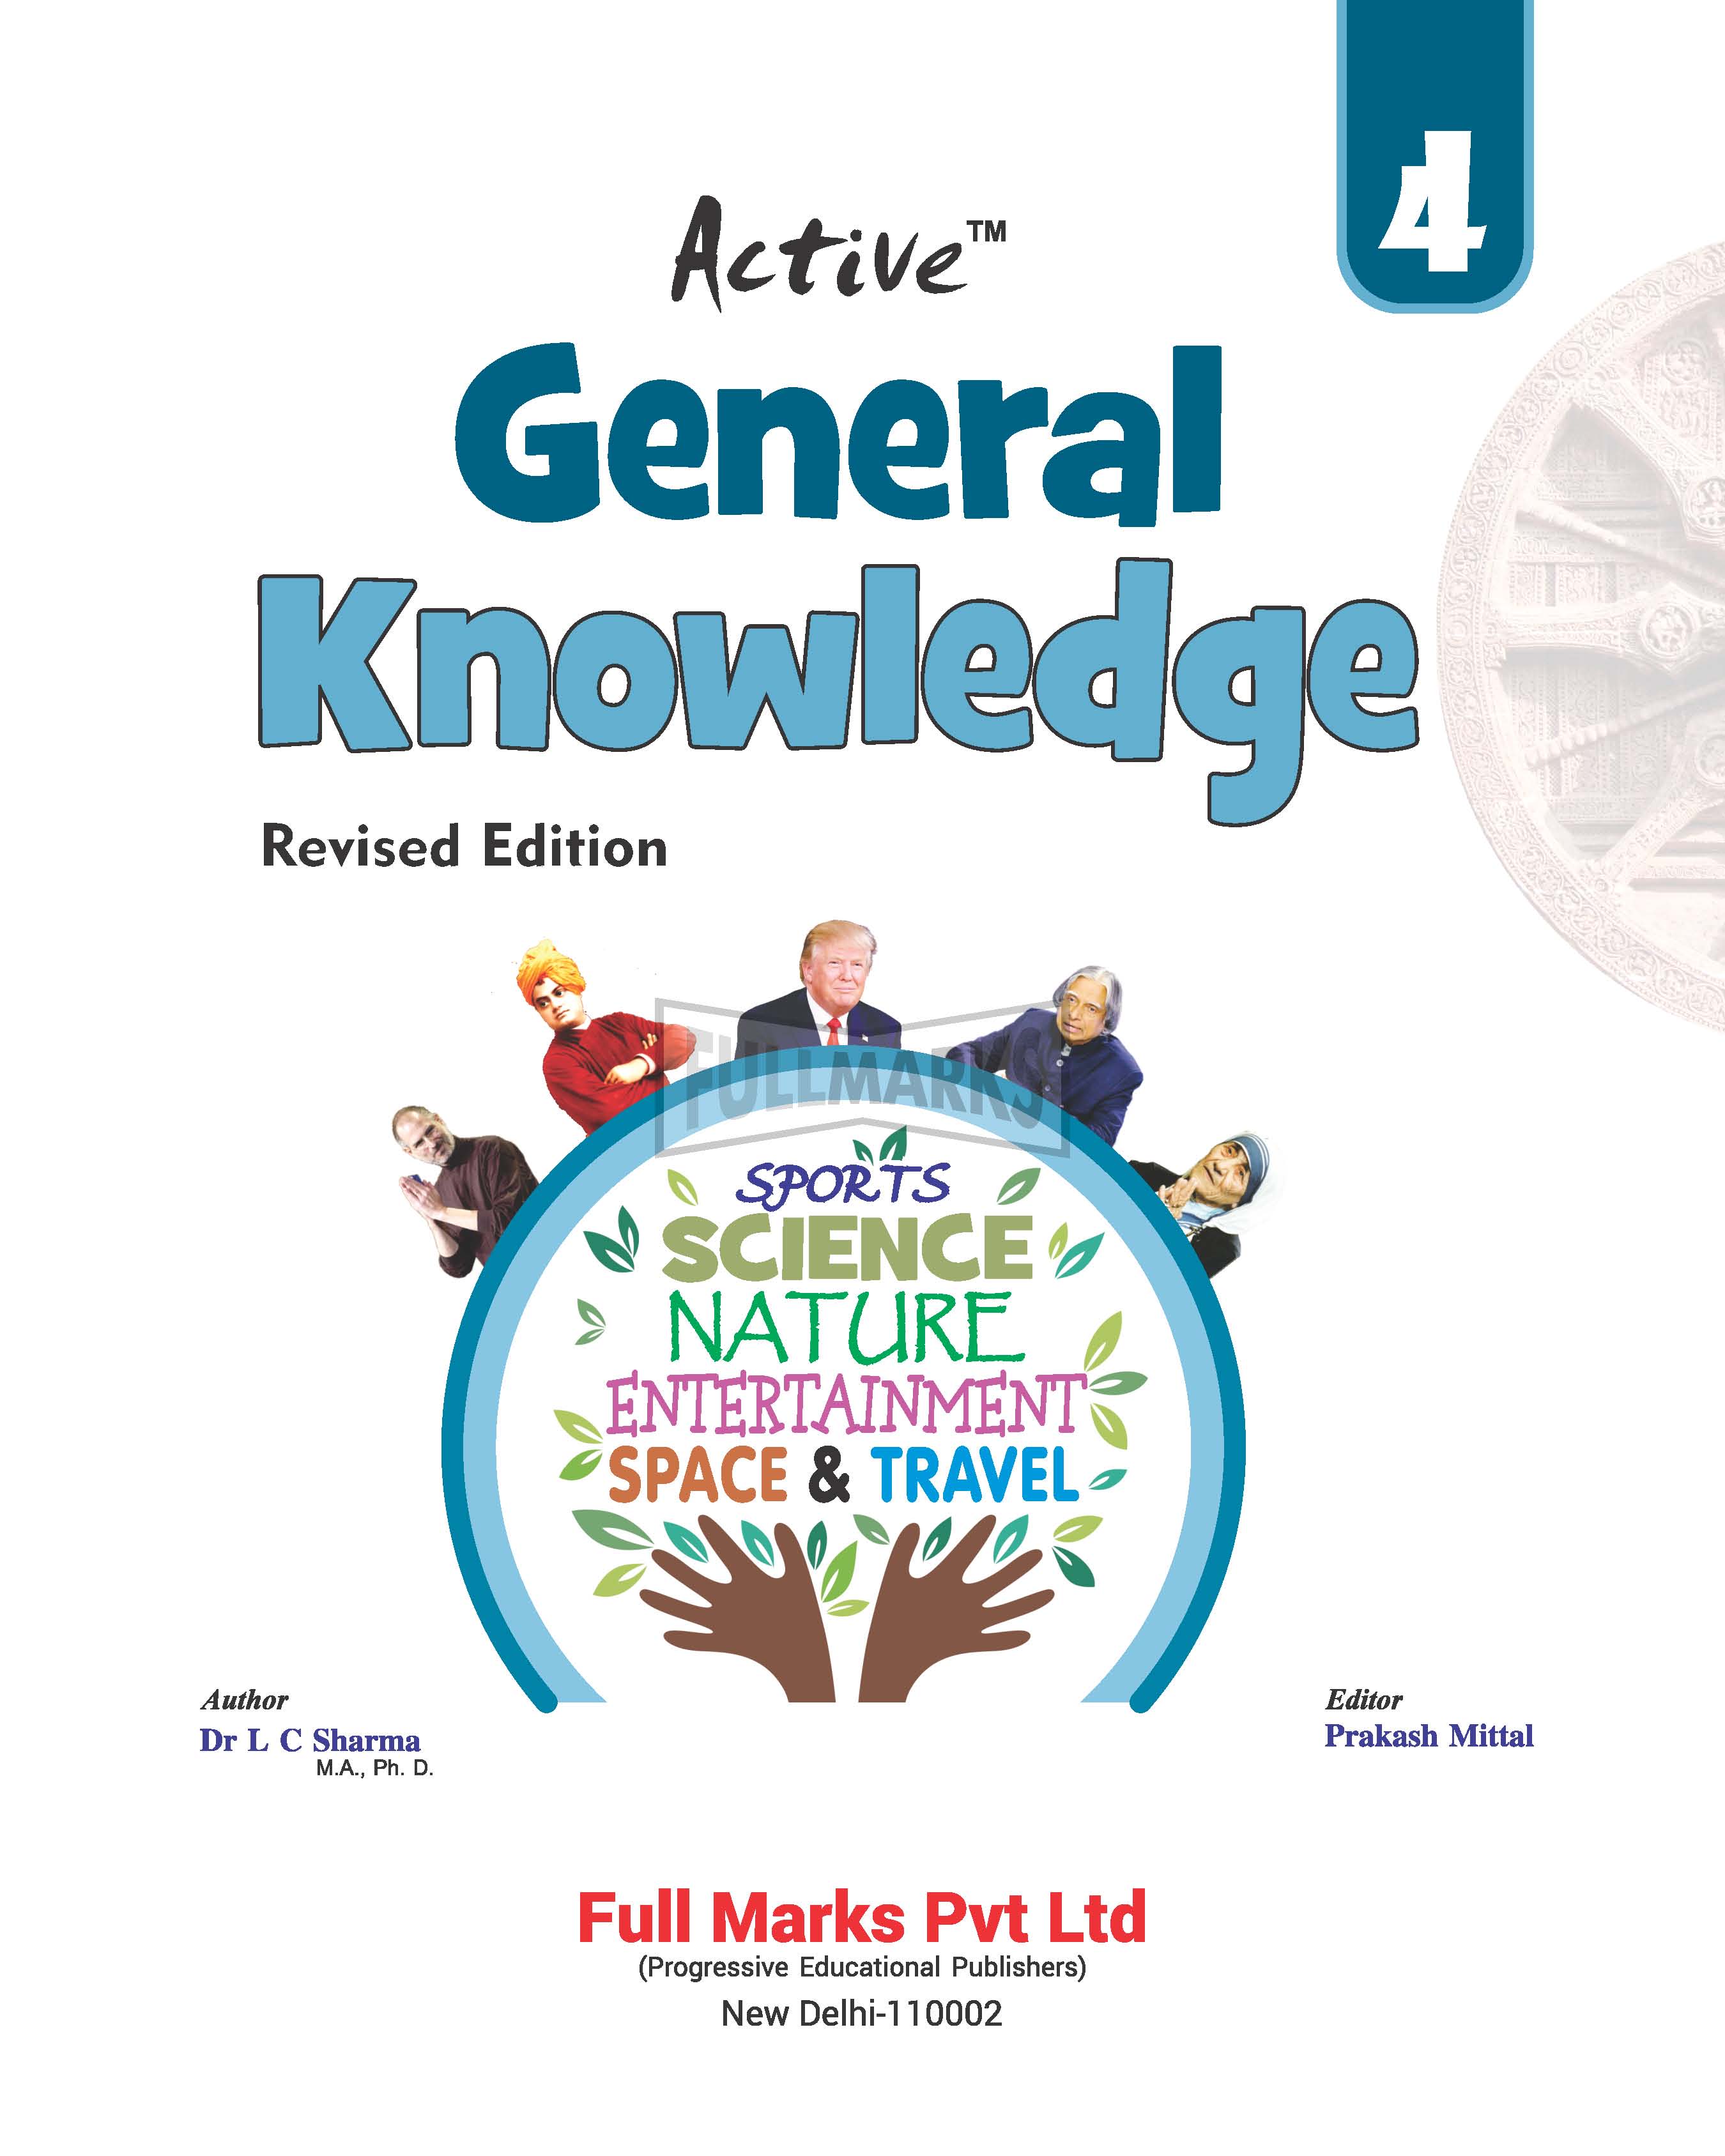 4
Active™
General
Knowledge
Revised Edition
FULLMARKS
SPORTS
SCIENCE
NATURE
ENTERTAINMENT
SPACE & TRAVEL
Author
Dr L C Sharma
M.A., Ph. D.
Editor
Prakash Mittal
Full Marks Pvt Ltd
(Progressive Educational Publishers)
New Delhi-110002